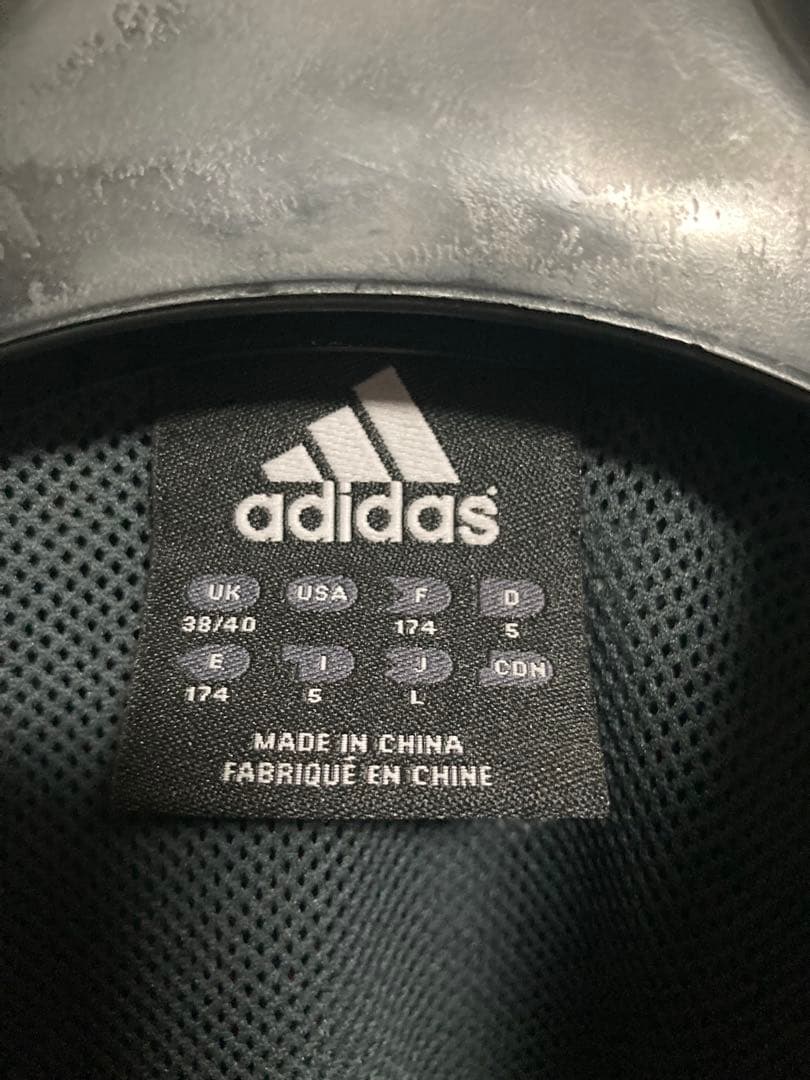 adidas
UK USA F D
38/40 174 5
E I J CDN
174 5 L
MADE IN CHINA
FABRIQUÉ EN CHINE